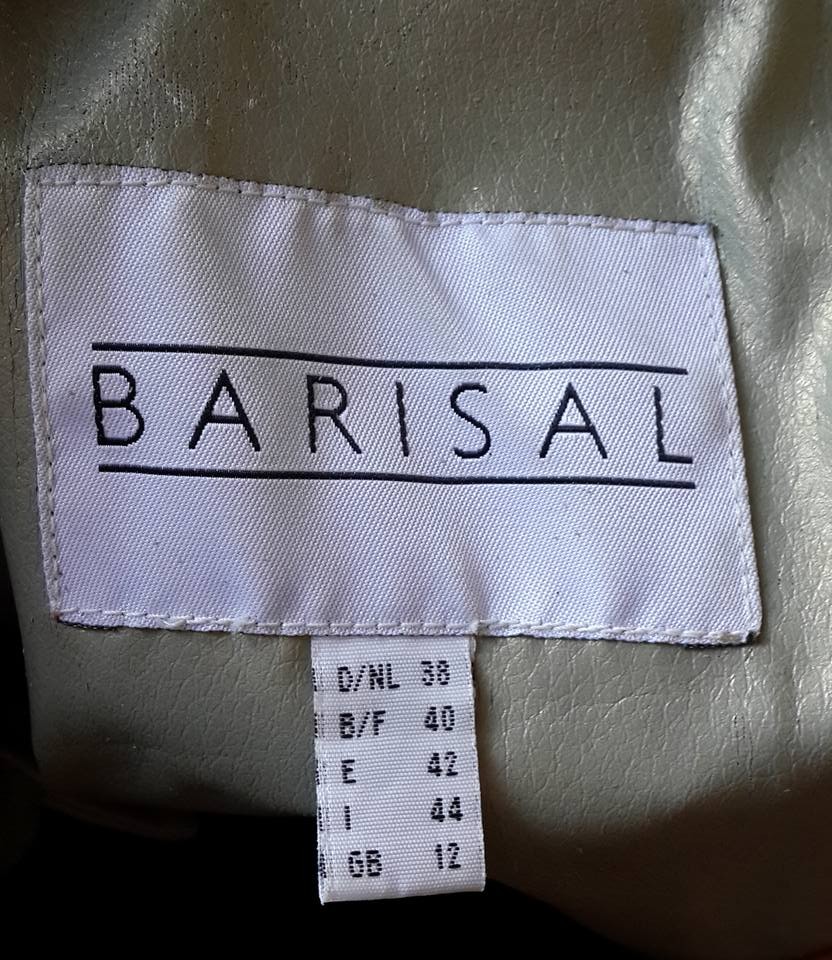 BARISAL
D/NL 38
B/F 40
E 42
I 44
GB 12